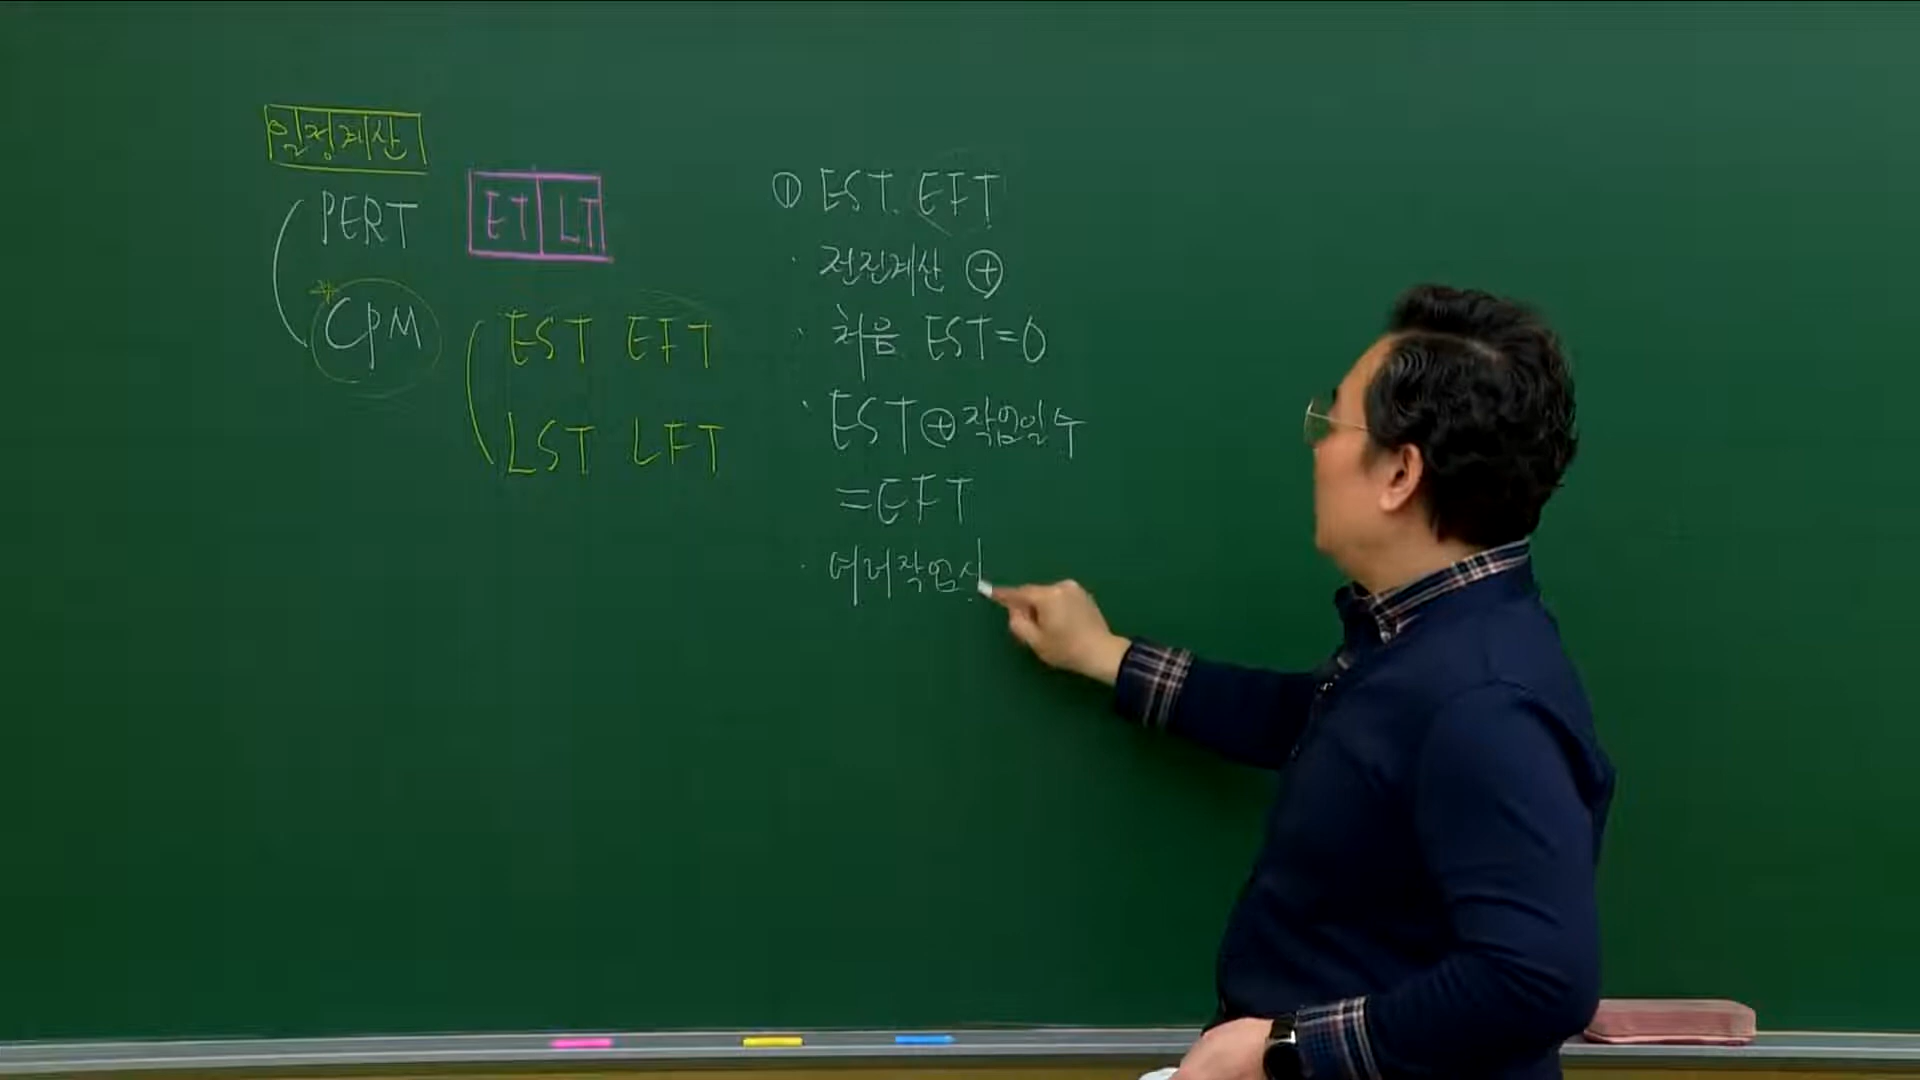 일정계산
PERT
ET LT
CPM
EST EFT
LST LFT
① EST. EFT
· 전진계산 ⊕
· 처음 EST=0
· EST⊕작업일수
=EFT
· 여러작업시